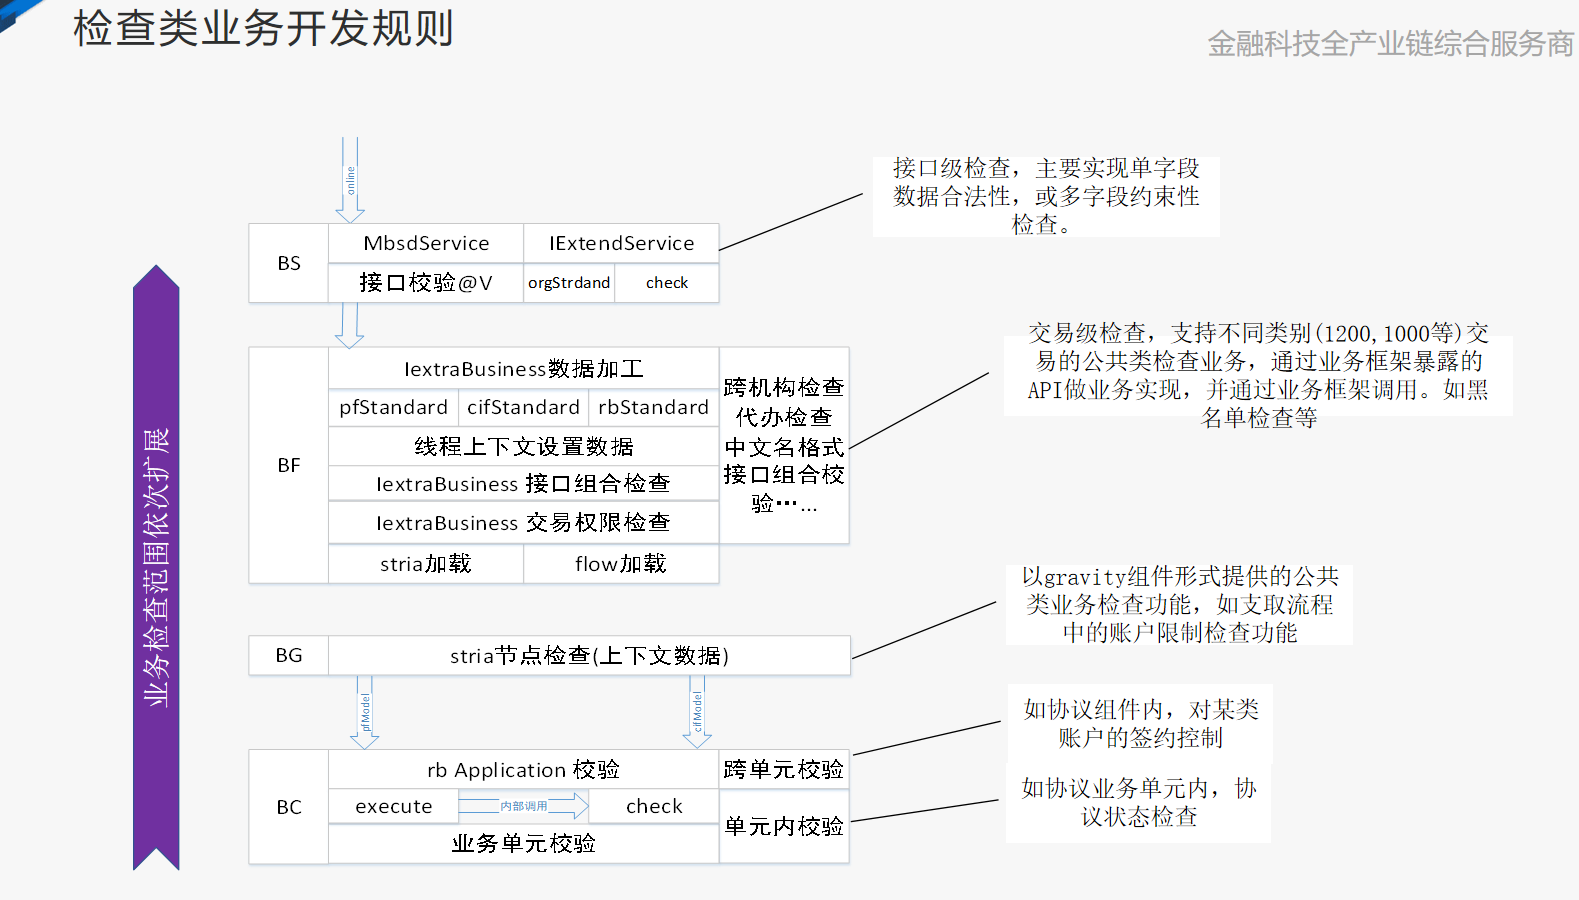 检查类业务开发规则
金融科技全产业链综合服务商
online
接口级检查，主要实现单字段
数据合法性，或多字段约束性
检查。
BS
MbsdService
IExtendService
接口校验@V
orgStrdand
check
业务检查范围依次扩展
交易级检查，支持不同类别(1200,1000等)交
易的公共类检查业务，通过业务框架暴露的
API做业务实现，并通过业务框架调用。如黑
名单检查等
BF
IextraBusiness数据加工
pfStandard
cifStandard
rbStandard
线程上下文设置数据
IextraBusiness 接口组合检查
IextraBusiness 交易权限检查
stria加载
flow加载
跨机构检查
代办检查
中文名格式
接口组合校
验……
以gravity组件形式提供的公共
类业务检查功能，如支取流程
中的账户限制检查功能
BG
stria节点检查(上下文数据)
pfModel
cifModel
如协议组件内，对某类
账户的签约控制
BC
rb Application 校验
跨单元校验
execute
内部调用
check
业务单元校验
单元内校验
如协议业务单元内，协
议状态检查